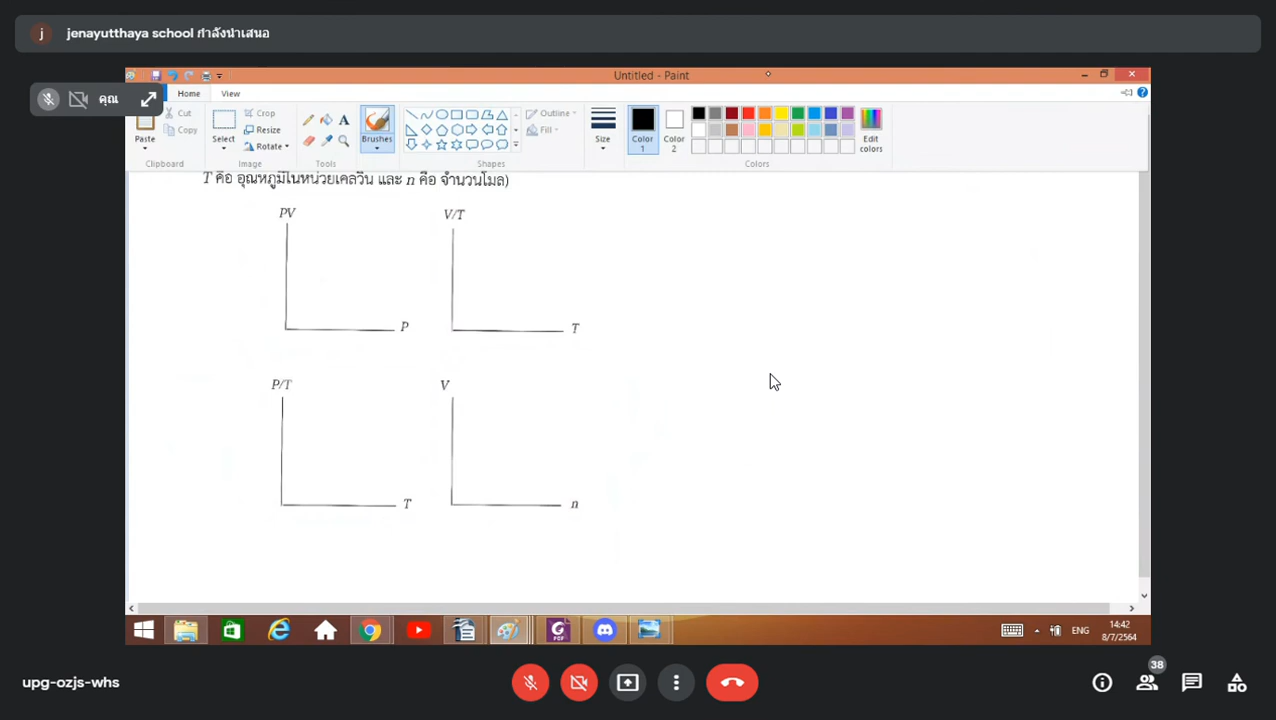 j jenayutthaya school กำลังนำเสนอ
Untitled - Paint
คุณ
Home View
Cut
Copy
Paste
Clipboard
Crop
Resize
Rotate
Select
Image
A
Tools
Brushes
Outline
Fill
Shapes
Size
Color 1
Color 2
Edit colors
Colors
T คือ อุณหภูมิในหน่วยเคลวิน และ n คือ จำนวนโมล)
PV
V/T
P
T
P/T
V
T
n
PDF
ENG
14:42
8/7/2564
upg-ozjs-whs
38